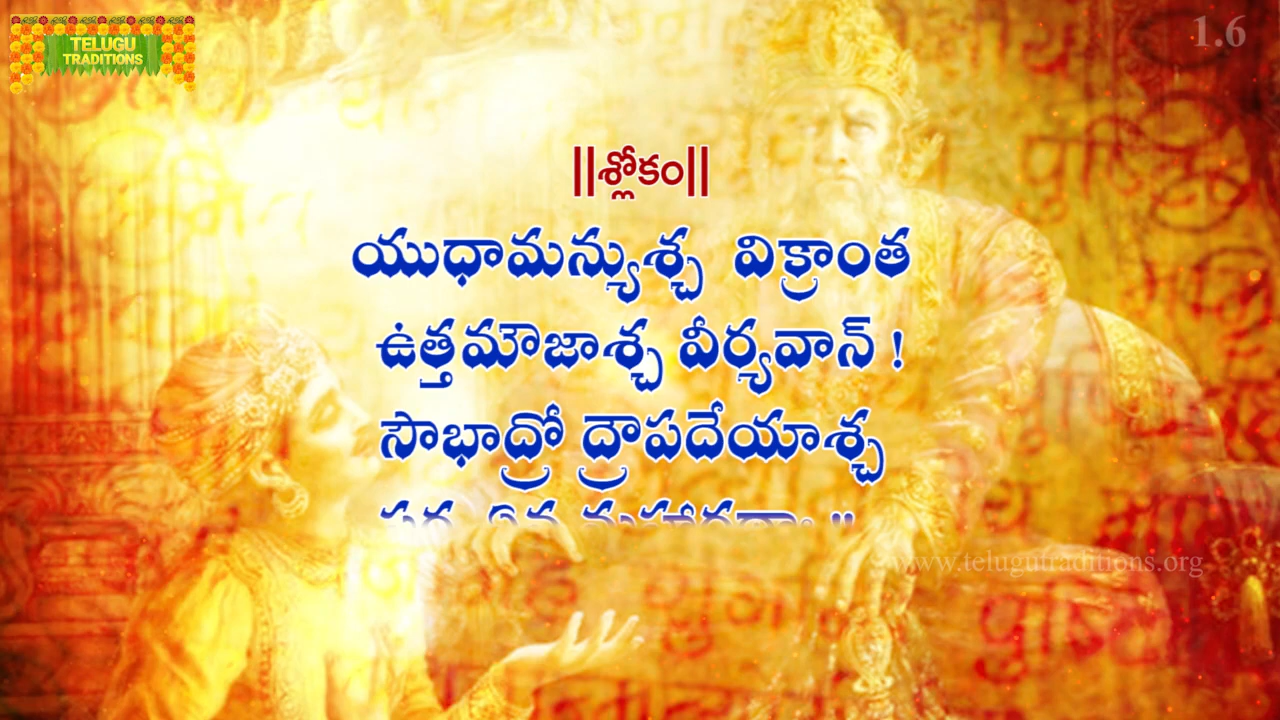 TELUGU
TRADITIONS
1.6
||శ్లోకం||
యుధామన్యుశ్చ విక్రాంత
ఉత్తమౌజాశ్చ వీర్యవాన్ !
సౌభాద్రో ద్రౌపదేయాశ్చ
www.telugutraditions.org